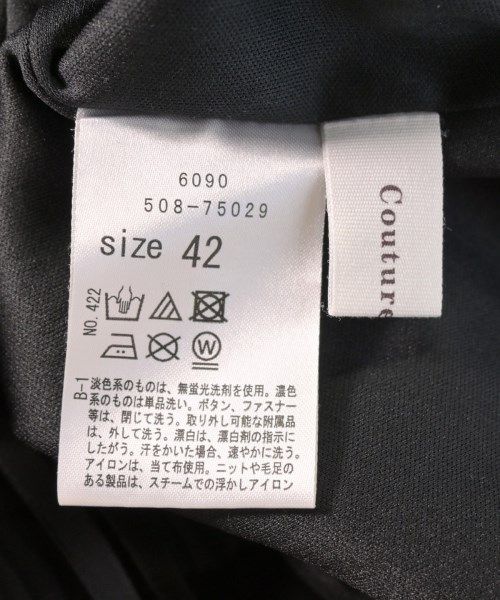 6090
508-75029
size 42
NO. 422
B-1
淡色系のものは、無蛍光洗剤を使用。濃色
系のものは単品洗い。ボタン、ファスナー
等は、閉じて洗う。取り外し可能な附属品
は、外して洗う。漂白は、漂白剤の指示に
したがう。汗をかいた場合、速やかに洗う。
アイロンは、当て布使用。ニットや毛足の
ある製品は、スチームでの浮かしアイロン
W
Couture